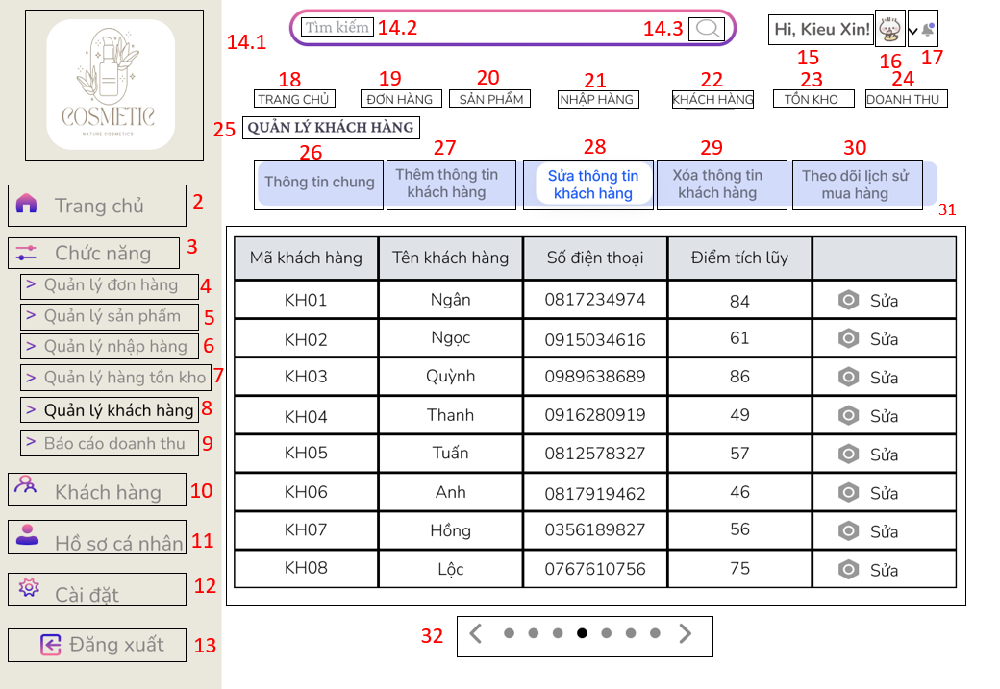 COSMETIC
NATURE COSMETICS
14.1
Tìm kiếm 14.2 14.3
Hi, Kieu Xin!
15 16 17
18 19 20 21 22 23 24
TRANG CHỦ ĐƠN HÀNG SẢN PHẨM NHẬP HÀNG KHÁCH HÀNG TỒN KHO DOANH THU
25 QUẢN LÝ KHÁCH HÀNG
26 27 28 29 30
Thông tin chung
Thêm thông tin
khách hàng
Sửa thông tin
khách hàng
Xóa thông tin
khách hàng
Theo dõi lịch sử
mua hàng
31
Trang chủ 2
Chức năng 3
> Quản lý đơn hàng 4
> Quản lý sản phẩm 5
> Quản lý nhập hàng 6
> Quản lý hàng tồn kho 7
> Quản lý khách hàng 8
> Báo cáo doanh thu 9
Khách hàng 10
Hồ sơ cá nhân 11
Cài đặt 12
Đăng xuất 13
Mã khách hàng Tên khách hàng Số điện thoại Điểm tích lũy
KH01 Ngân 0817234974 84 Sửa
KH02 Ngọc 0915034616 61 Sửa
KH03 Quỳnh 0989638689 86 Sửa
KH04 Thanh 0916280919 49 Sửa
KH05 Tuấn 0812578327 57 Sửa
KH06 Anh 0817919462 46 Sửa
KH07 Hồng 0356189827 56 Sửa
KH08 Lộc 0767610756 75 Sửa
32